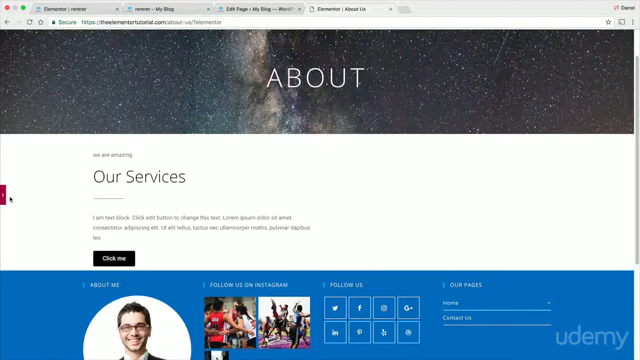 Elementor | rererer
rererer – My Blog
Edit Page ‹ My Blog — WordPr
Elementor | About Us
Darrel
Secure
https://theelementortutorial.com/about-us/?elementor
ABOUT
we are amazing
Our Services
I am text block. Click edit button to change this text. Lorem ipsum dolor sit amet,
consectetur adipiscing elit. Ut elit tellus, luctus nec ullamcorper mattis, pulvinar dapibus
leo.
Click me
ABOUT ME
FOLLOW US ON INSTAGRAM
FOLLOW US
OUR PAGES
Home
Contact Us
udemy